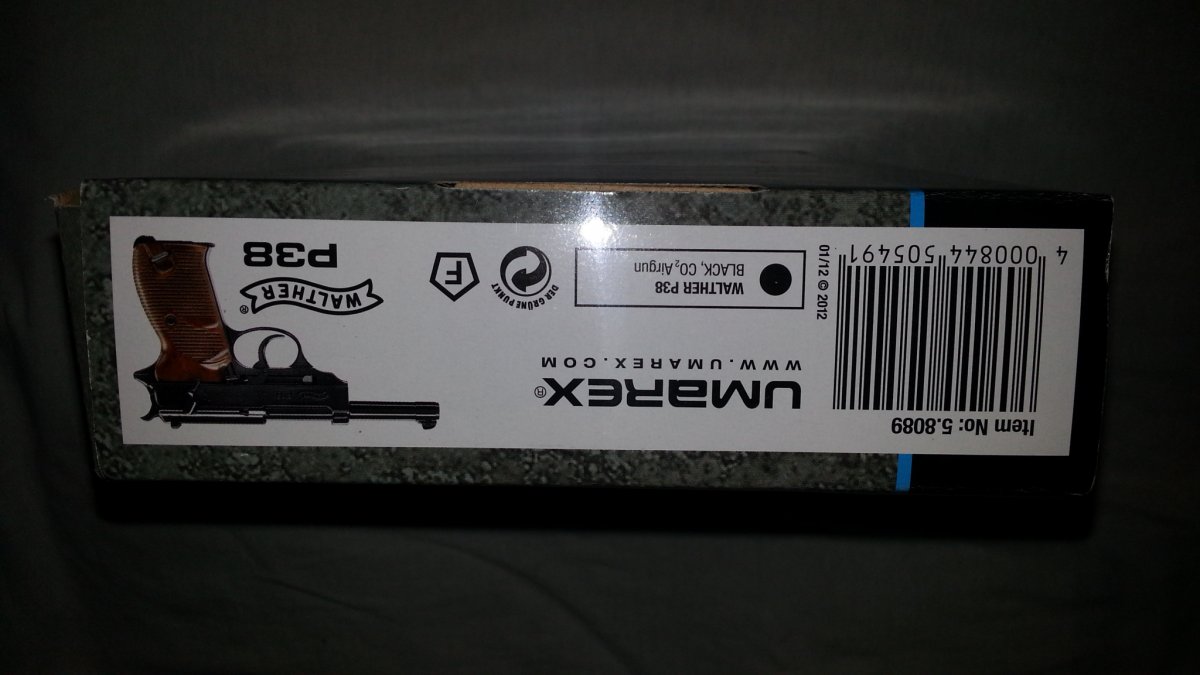 Item No: 5.8089
4 000844 505491
01/12 © 2012
UMAREX®
WWW.UMAREX.COM
WALTHER P38
BLACK, CO₂ Airgun
DER GRÜNE PUNKT
F
WALTHER®
P38